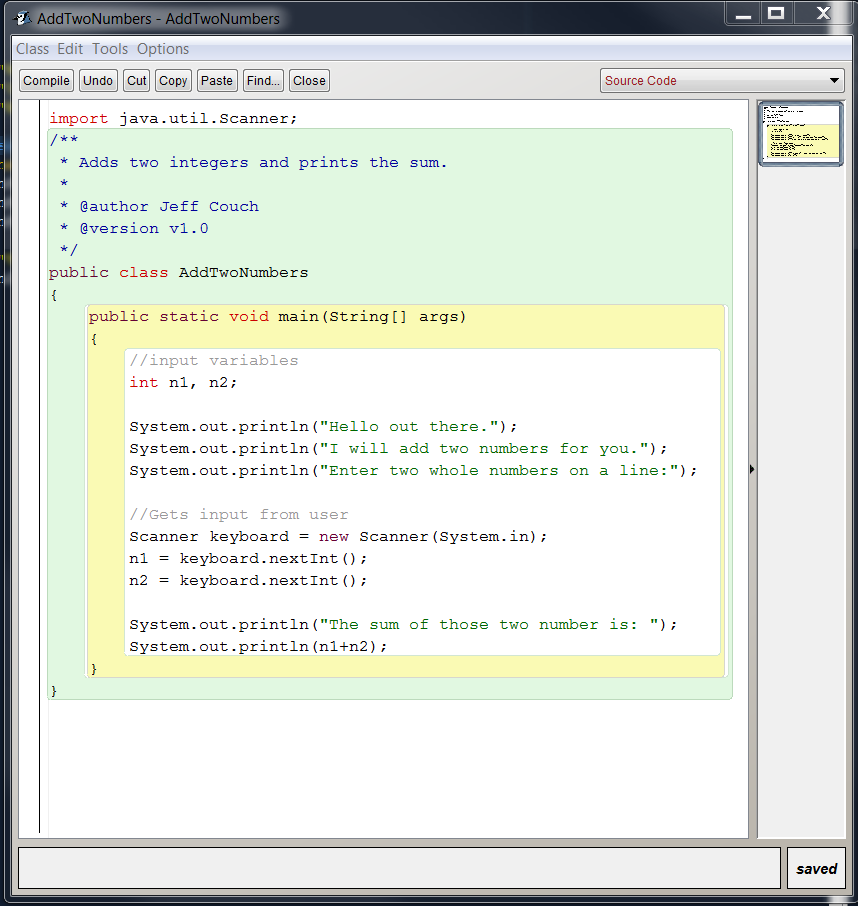 AddTwoNumbers - AddTwoNumbers
Class Edit Tools Options
Compile Undo Cut Copy Paste Find... Close Source Code
import java.util.Scanner;
/**
 * Adds two integers and prints the sum.
 *
 * @author Jeff Couch
 * @version v1.0
 */
public class AddTwoNumbers
{
    public static void main(String[] args)
    {
        //input variables
        int n1, n2;

        System.out.println("Hello out there.");
        System.out.println("I will add two numbers for you.");
        System.out.println("Enter two whole numbers on a line:");

        //Gets input from user
        Scanner keyboard = new Scanner(System.in);
        n1 = keyboard.nextInt();
        n2 = keyboard.nextInt();

        System.out.println("The sum of those two number is: ");
        System.out.println(n1+n2);
    }
}
saved